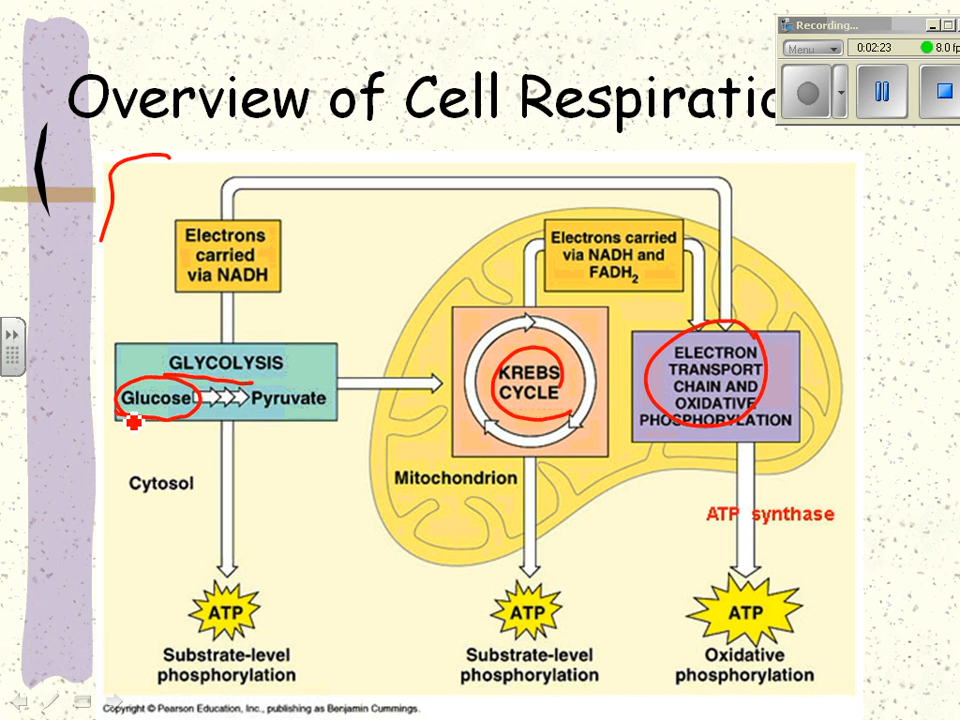 Recording...
Menu
0:02:23
8.0 fp
Overview of Cell Respiratio
Electrons
carried
via NADH
Electrons carried
via NADH and
FADH2
GLYCOLYSIS
Glucose
Pyruvate
KREBS
CYCLE
ELECTRON
TRANSPORT
CHAIN AND
OXIDATIVE
PHOSPHORYLATION
Cytosol
Mitochondrion
ATP synthase
ATP
ATP
ATP
Substrate-level
phosphorylation
Substrate-level
phosphorylation
Oxidative
phosphorylation
Copyright © Pearson Education, Inc., publishing as Benjamin Cummings.